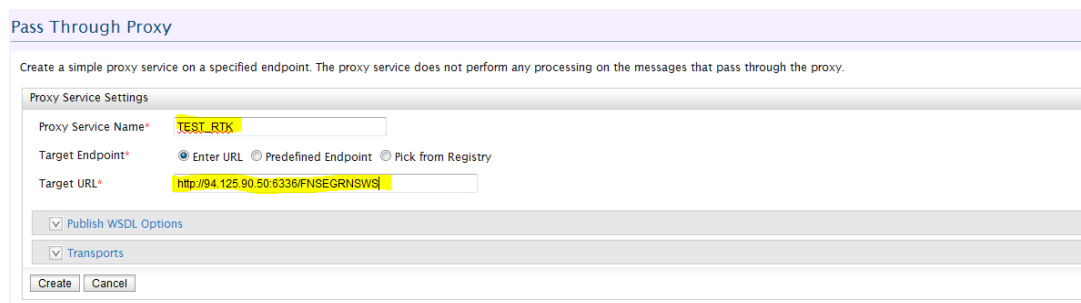 Pass Through Proxy
Create a simple proxy service on a specified endpoint. The proxy service does not perform any processing on the messages that pass through the proxy.
Proxy Service Settings
Proxy Service Name* TEST_RTK
Target Endpoint* Enter URL Predefined Endpoint Pick from Registry
Target URL* http://94.125.90.50:6336/FNSEGRNSWS
Publish WSDL Options
Transports
Create Cancel